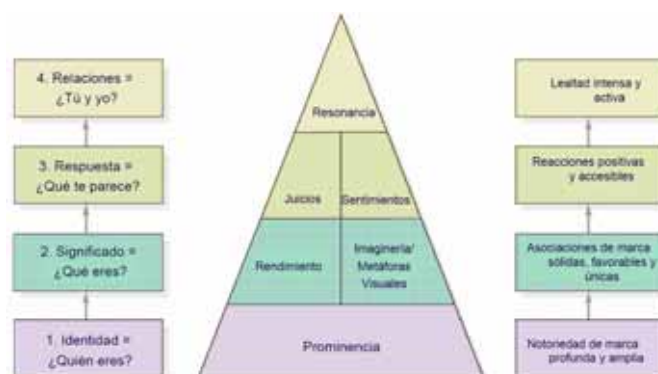 4. Relaciones =
¿Tú y yo?
3. Respuesta =
¿Qué te parece?
2. Significado =
¿Qué eres?
1. Identidad =
¿Quién eres?
Resonancia
Juicios
Sentimientos
Rendimiento
Imaginería/
Metáforas
Visuales
Prominencia
Lealtad intensa y
activa
Reacciones positivas
y accesibles
Asociaciones de marca
sólidas, favorables y
únicas
Notoriedad de marca
profunda y amplia